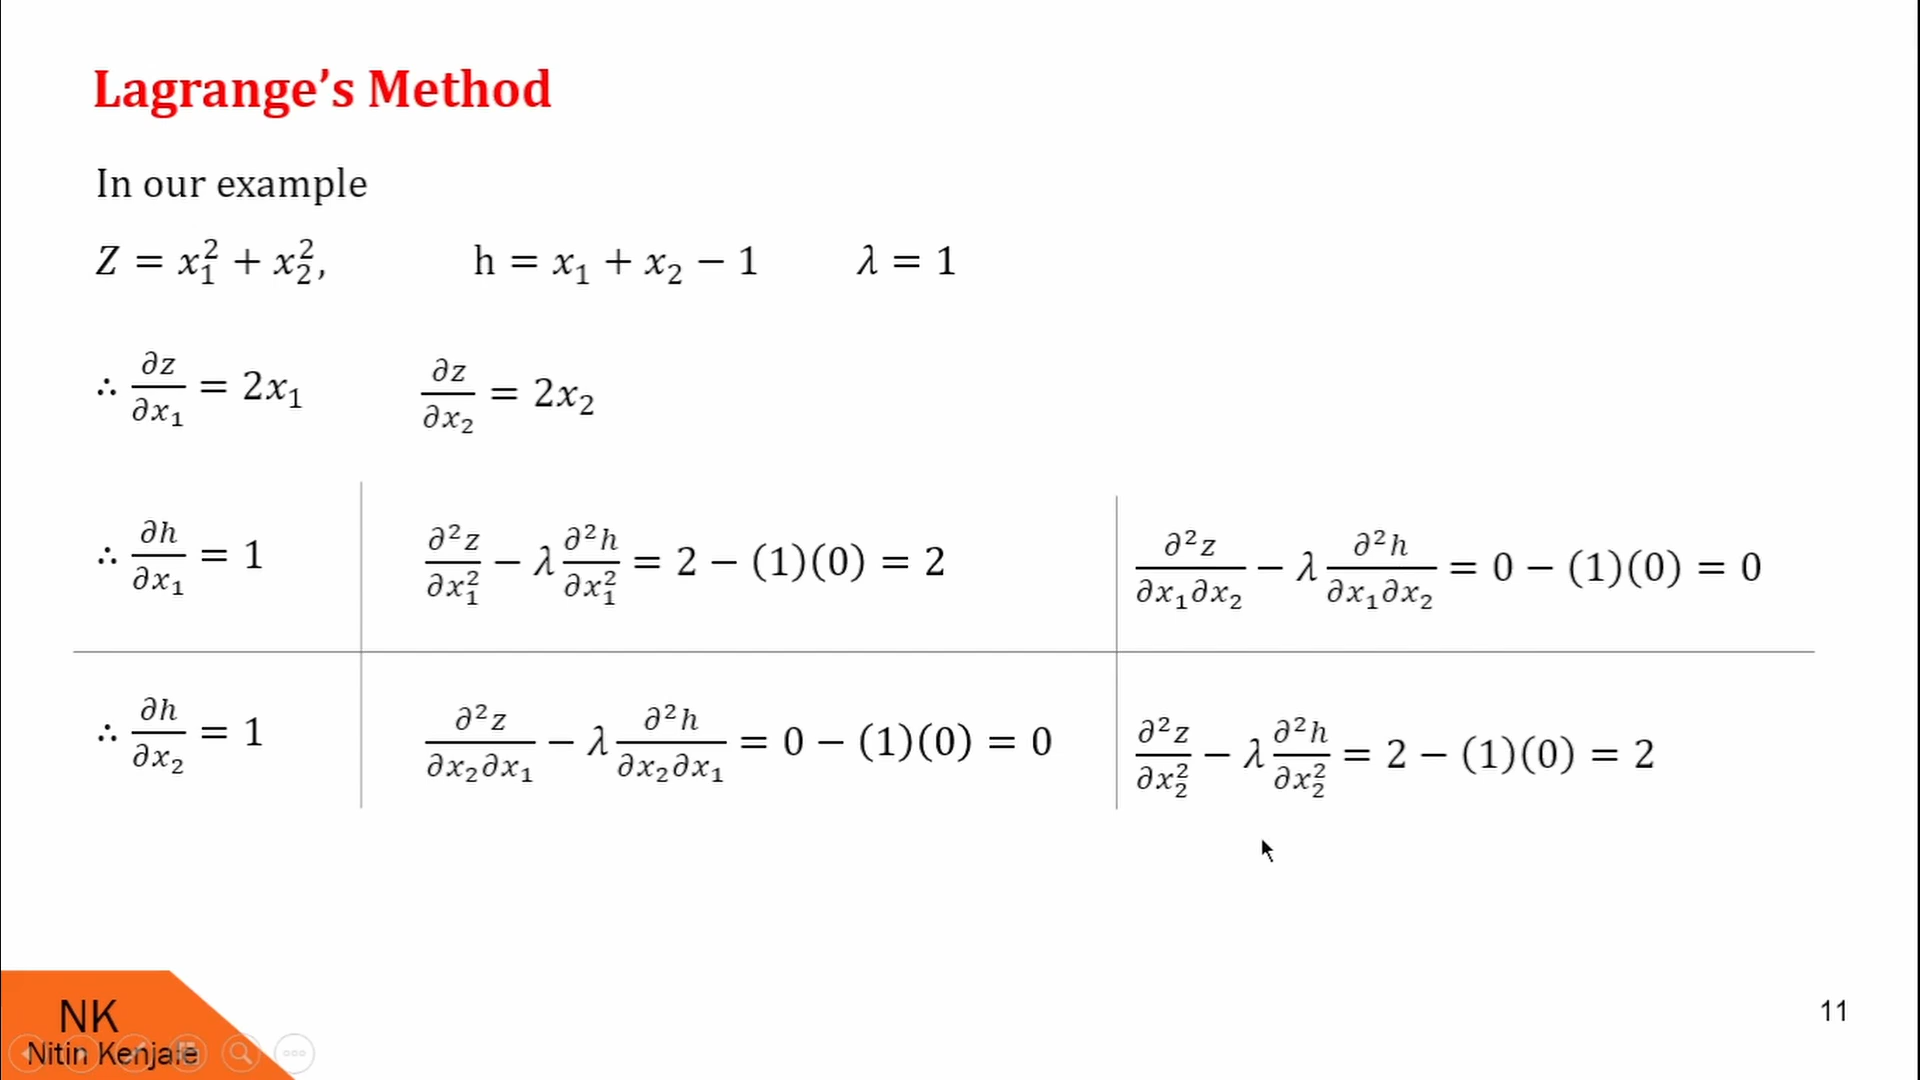 Lagrange’s Method
In our example
Z = x₁² + x₂²,   h = x₁ + x₂ − 1   λ = 1
∴ ∂z/∂x₁ = 2x₁   ∂z/∂x₂ = 2x₂
∴ ∂h/∂x₁ = 1   ∂²z/∂x₁² − λ ∂²h/∂x₁² = 2 − (1)(0) = 2   ∂²z/∂x₁∂x₂ − λ ∂²h/∂x₁∂x₂ = 0 − (1)(0) = 0
∴ ∂h/∂x₂ = 1   ∂²z/∂x₂∂x₁ − λ ∂²h/∂x₂∂x₁ = 0 − (1)(0) = 0   ∂²z/∂x₂² − λ ∂²h/∂x₂² = 2 − (1)(0) = 2
NK
Nitin Kenjale
11